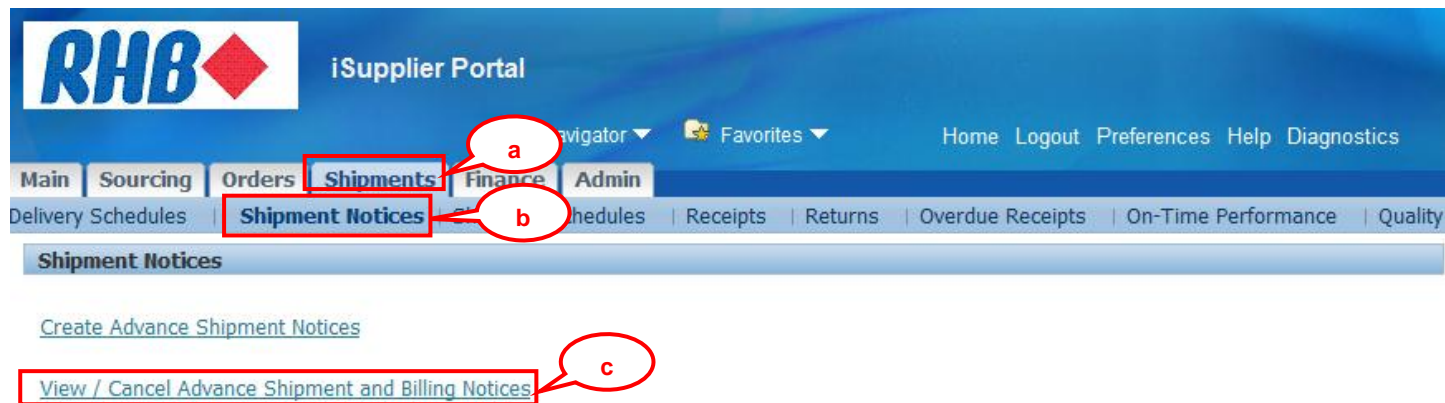 RHB
iSupplier Portal
avigator Favorites Home Logout Preferences Help Diagnostics
a
Main Sourcing Orders Shipments Finance Admin
Delivery Schedules | Shipment Notices | b hedules | Receipts | Returns | Overdue Receipts | On-Time Performance | Quality
Shipment Notices
Create Advance Shipment Notices
c
View / Cancel Advance Shipment and Billing Notices